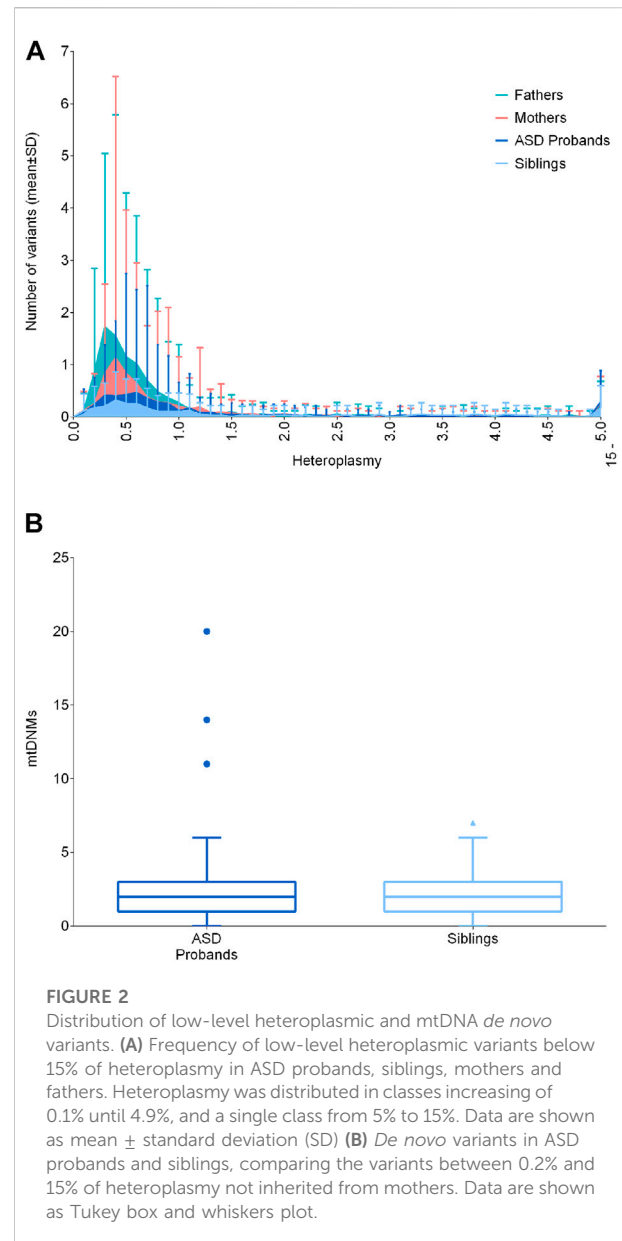 A
7
6
5
4
3
2
1
0
Number of variants (mean±SD)
Fathers
Mothers
ASD Probands
Siblings
0.0
0.5
1.0
1.5
2.0
2.5
3.0
3.5
4.0
4.5
5.0
15 -
Heteroplasmy
B
25
20
15
10
5
0
mtDNMs
ASD
Probands
Siblings
FIGURE 2
Distribution of low-level heteroplasmic and mtDNA de novo
variants. (A) Frequency of low-level heteroplasmic variants below
15% of heteroplasmy in ASD probands, siblings, mothers and
fathers. Heteroplasmy was distributed in classes increasing of
0.1% until 4.9%, and a single class from 5% to 15%. Data are shown
as mean ± standard deviation (SD) (B) De novo variants in ASD
probands and siblings, comparing the variants between 0.2% and
15% of heteroplasmy not inherited from mothers. Data are shown
as Tukey box and whiskers plot.